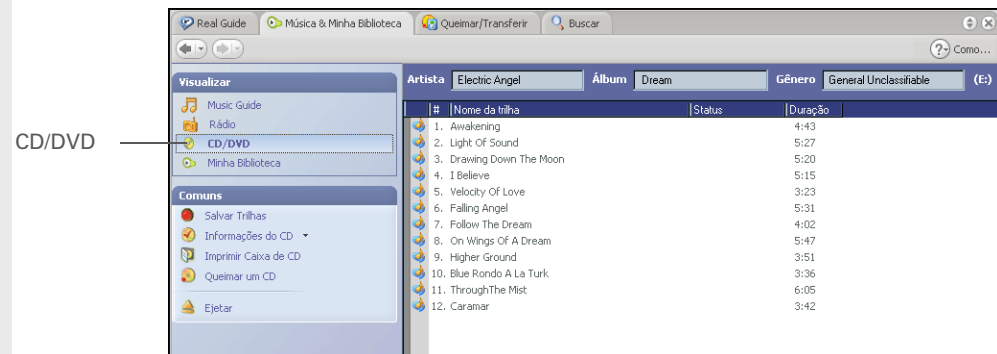 Real Guide Música & Minha Biblioteca Queimar/Transferir Buscar
? Como...
Visualizar
Music Guide
Rádio
CD/DVD
CD/DVD
Minha Biblioteca
Comuns
Salvar Trilhas
Informações do CD
Imprimir Caixa de CD
Queimar um CD
Ejetar
Artista Electric Angel Álbum Dream Gênero General Unclassifiable (E:)
# Nome da trilha Status Duração
1. Awakening 4:43
2. Light Of Sound 5:27
3. Drawing Down The Moon 5:20
4. I Believe 5:15
5. Velocity Of Love 3:23
6. Falling Angel 5:31
7. Follow The Dream 4:02
8. On Wings Of A Dream 5:47
9. Higher Ground 3:51
10. Blue Rondo A La Turk 3:36
11. ThroughThe Mist 6:05
12. Caramar 3:42